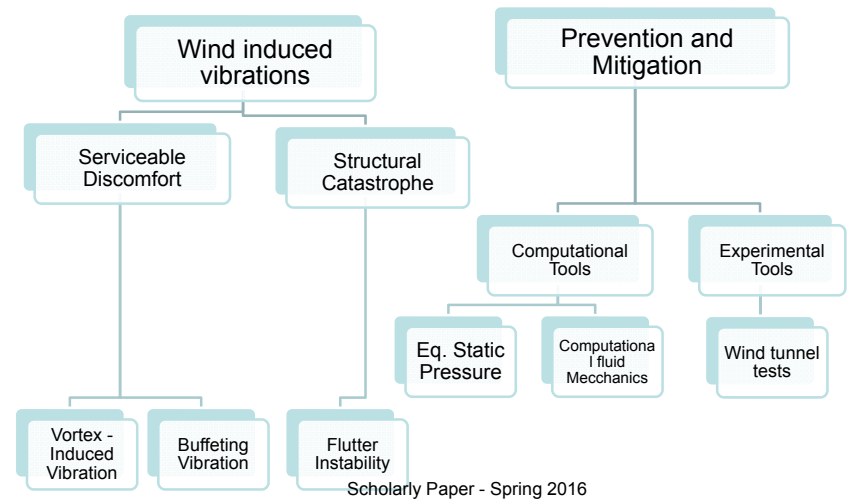 Wind induced
vibrations
Prevention and
Mitigation
Serviceable
Discomfort
Structural
Catastrophe
Computational
Tools
Experimental
Tools
Eq. Static
Pressure
Computationa
l fluid
Mecchanics
Wind tunnel
tests
Vortex -
Induced
Vibration
Buffeting
Vibration
Flutter
Instability
Scholarly Paper - Spring 2016